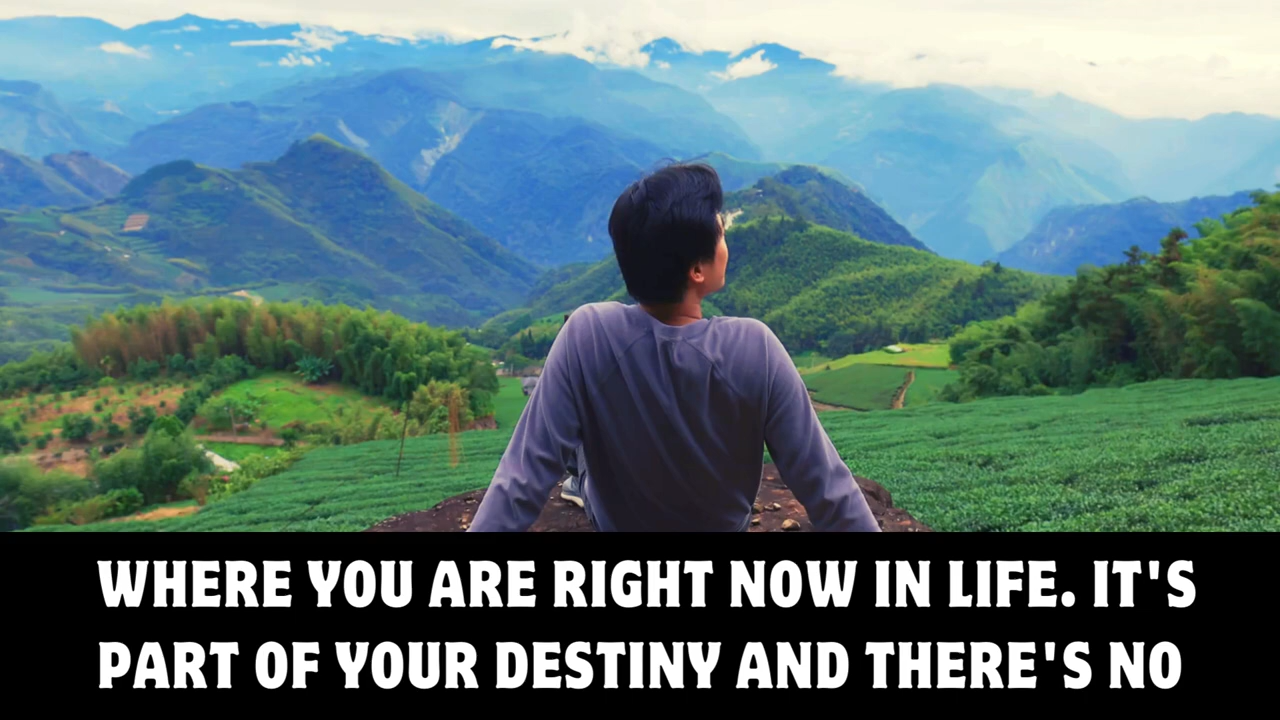 WHERE YOU ARE RIGHT NOW IN LIFE. IT'S
PART OF YOUR DESTINY AND THERE'S NO